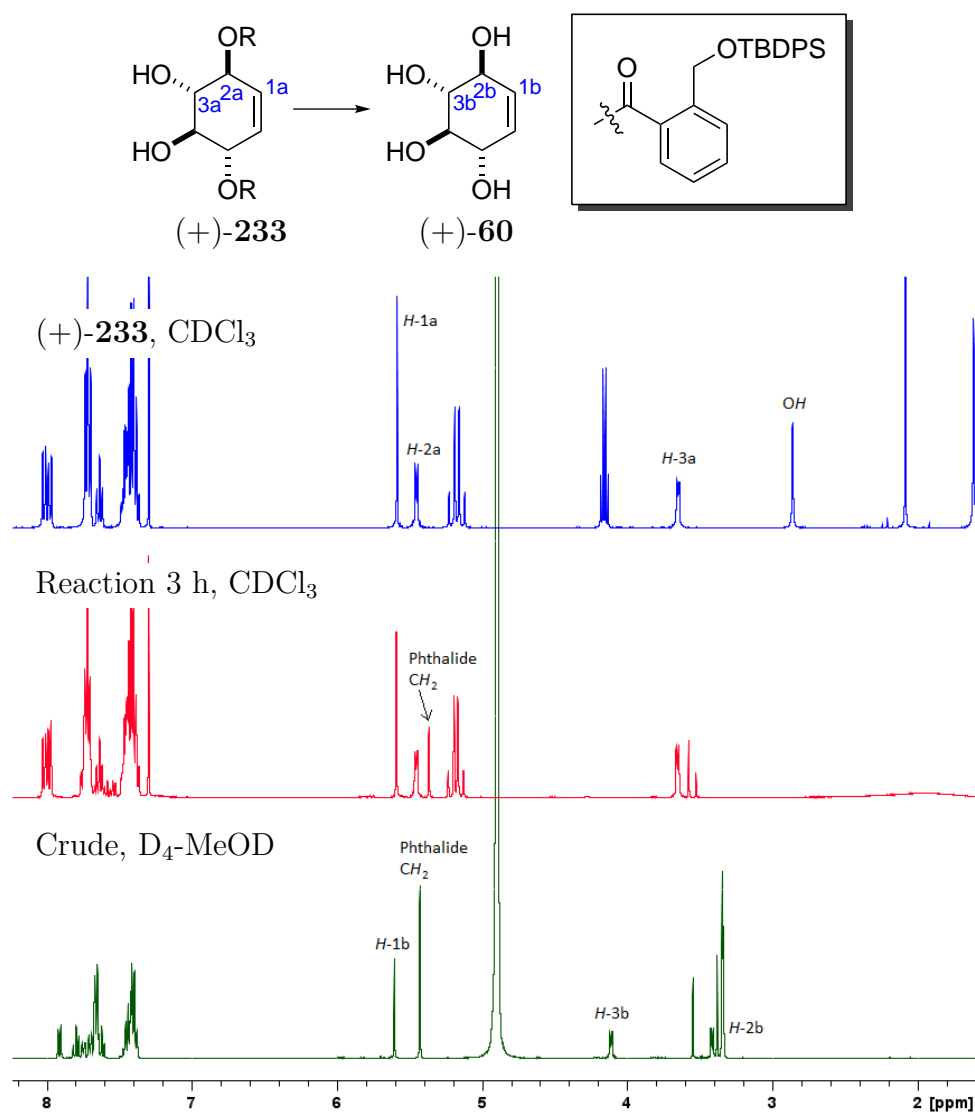 OR
OH
OTBDPS
HO
1a
HO
1b
O
2a
2b
3a
3b
HO
HO
OR
OH
(+)-233
(+)-60
(+)-233, CDCl₃
H-1a
H-2a
H-3a
OH
Reaction 3 h, CDCl₃
Phthalide
CH₂
Crude, D₄-MeOD
Phthalide
CH₂
H-1b
H-3b
H-2b
8 7 6 5 4 3 2 [ppm]